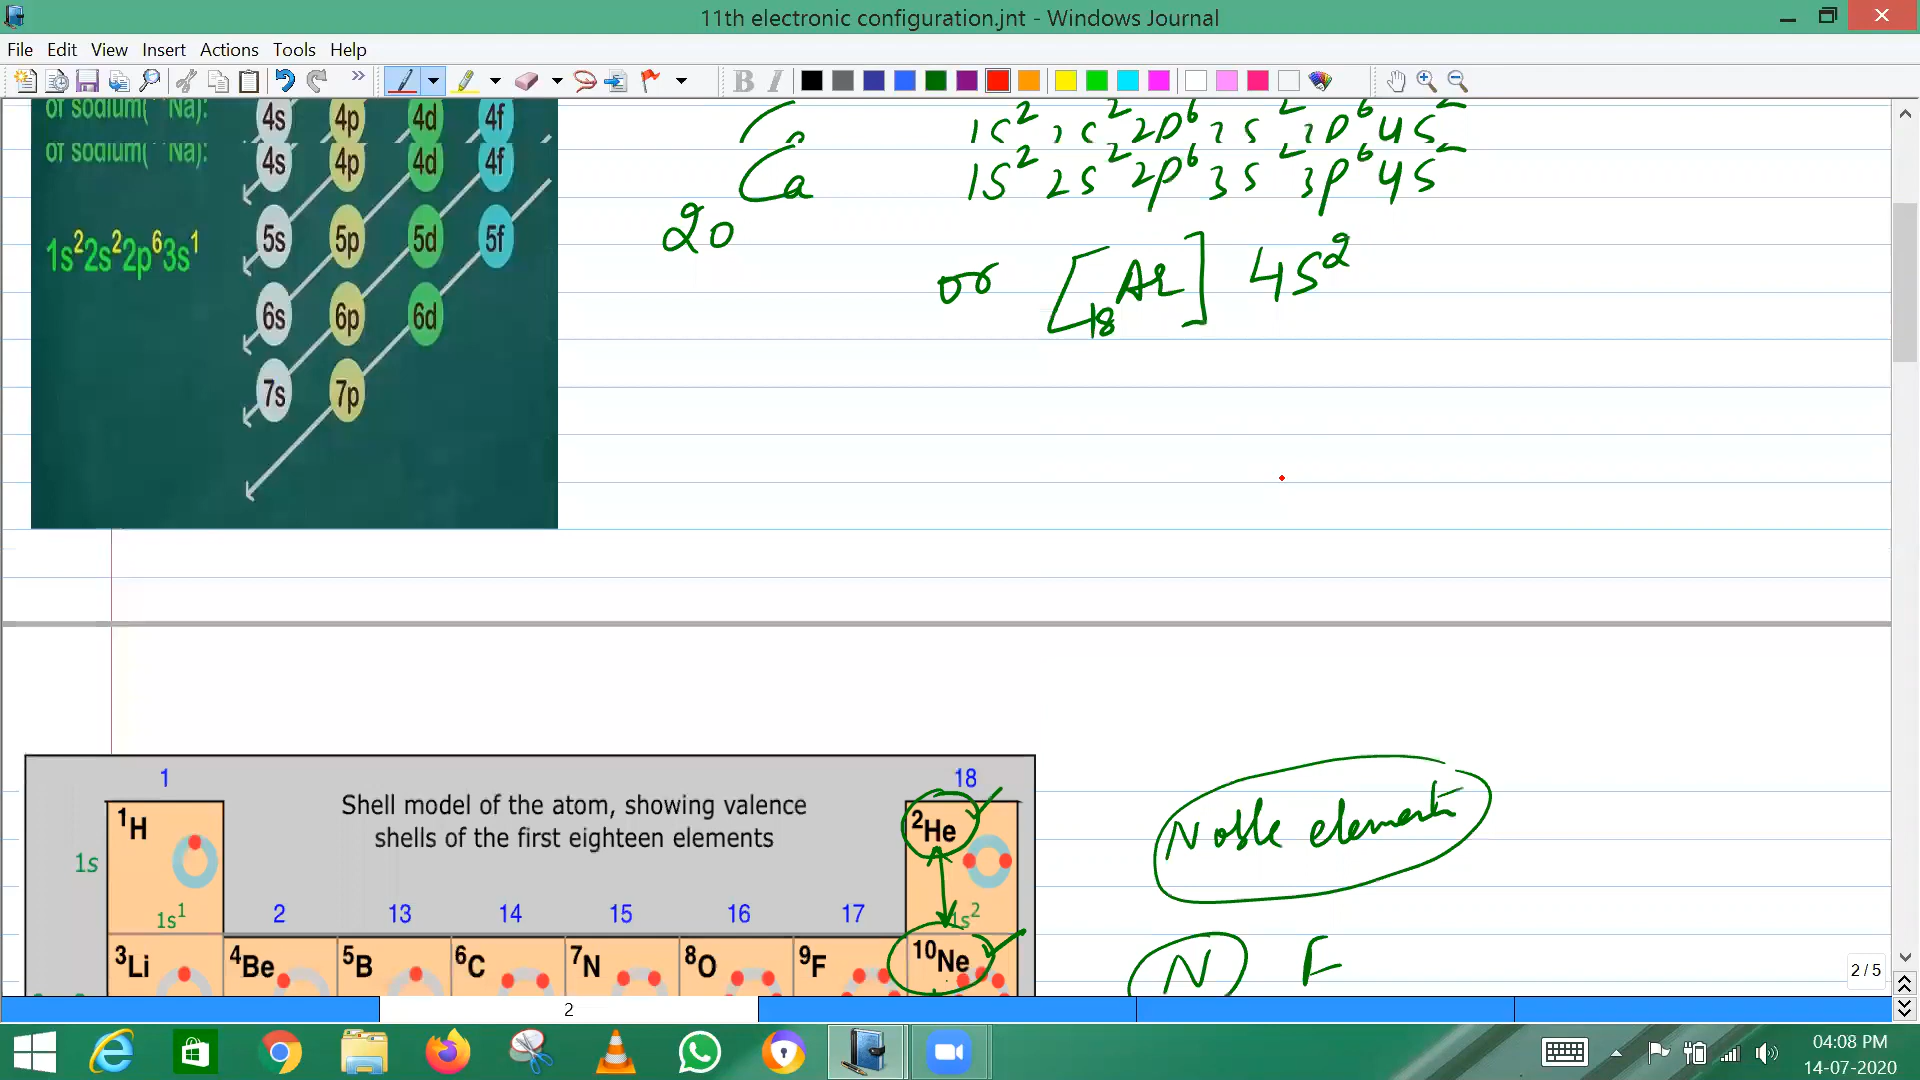 11th electronic configuration.jnt - Windows Journal
File Edit View Insert Actions Tools Help
B I
of sodium( Na):
4s 4p 4d 4f
of sodium( Na):
4s 4p 4d 4f
1s²2s²2p⁶3s¹
5s 5p 5d 5f
6s 6p 6d
7s 7p
Ca 1s² 2s² 2p⁶ 3s² 3p⁶ 4s²
20
or [18Ar] 4s²
1 18
Shell model of the atom, showing valence
shells of the first eighteen elements
1H 2He
1s
1s¹ 2 13 14 15 16 17 1s²
3Li 4Be 5B 6C 7N 8O 9F 10Ne
Noble elements
N
2 / 5
2
04:08 PM
14-07-2020